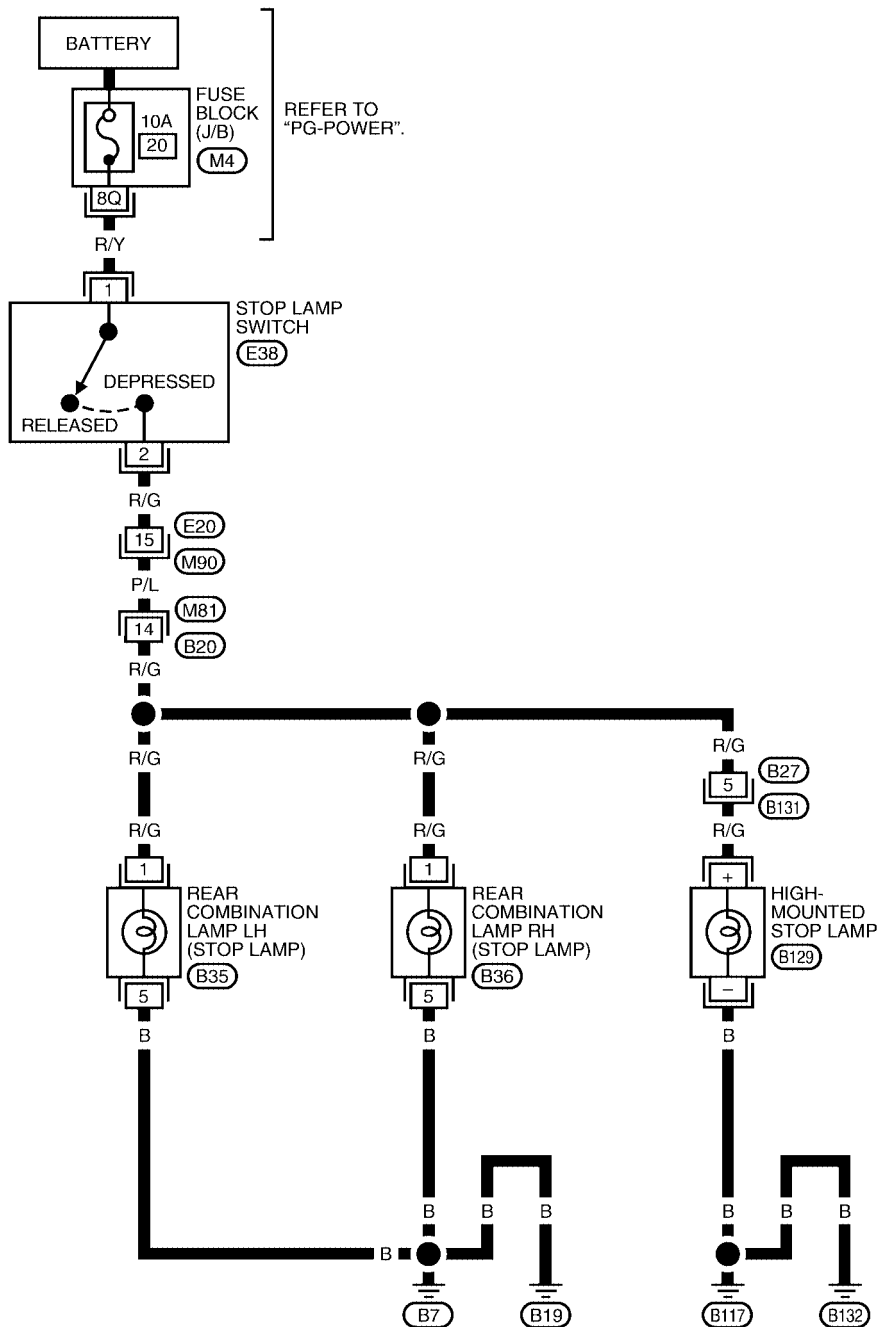 BATTERY
FUSE
BLOCK
(J/B)
M4
10A
20
8Q
REFER TO
"PG-POWER".
R/Y
1
STOP LAMP
SWITCH
E38
DEPRESSED
RELEASED
2
R/G
15
E20
M90
P/L
14
M81
B20
R/G
R/G
R/G
R/G
5
B27
B131
R/G
R/G
R/G
1
REAR
COMBINATION
LAMP LH
(STOP LAMP)
B35
5
1
REAR
COMBINATION
LAMP RH
(STOP LAMP)
B36
5
+
HIGH-
MOUNTED
STOP LAMP
B129
–
B
B
B
B
B
B
B
B
B
B
B7
B19
B117
B132